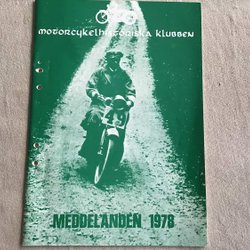 MOTORCYKELHISTORISKA KLUBBEN
MEDDELANDEN 1978